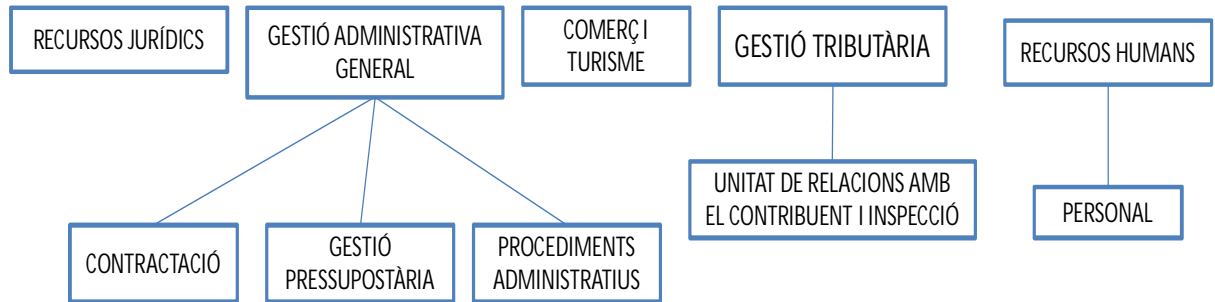 RECURSOS JURÍDICS
GESTIÓ ADMINISTRATIVA
GENERAL
COMERÇ I
TURISME
GESTIÓ TRIBUTÀRIA
RECURSOS HUMANS
CONTRACTACIÓ
GESTIÓ
PRESSUPOSTÀRIA
PROCEDIMENTS
ADMINISTRATIUS
UNITAT DE RELACIONS AMB
EL CONTRIBUENT I INSPECCIÓ
PERSONAL